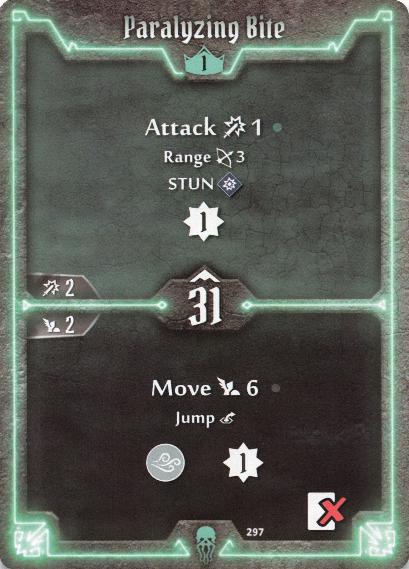 Paralyzing Bite
1
Attack 1
Range 3
STUN
1
2
31
2
Move 6
Jump
1
297